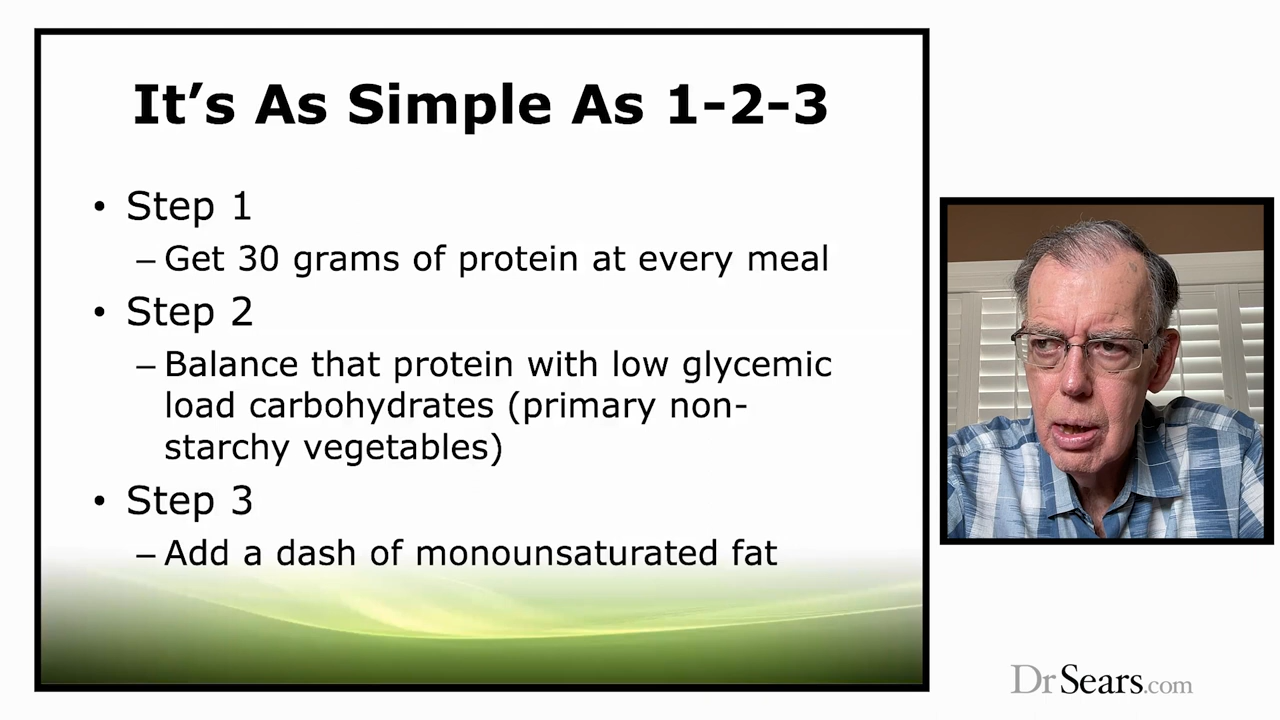 It’s As Simple As 1-2-3
• Step 1
– Get 30 grams of protein at every meal
• Step 2
– Balance that protein with low glycemic
load carbohydrates (primary non-
starchy vegetables)
• Step 3
– Add a dash of monounsaturated fat
DrSears.com